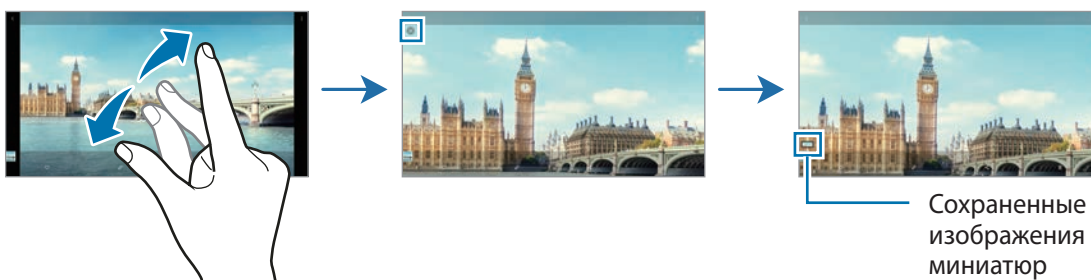 Сохраненные
изображения
миниатюр